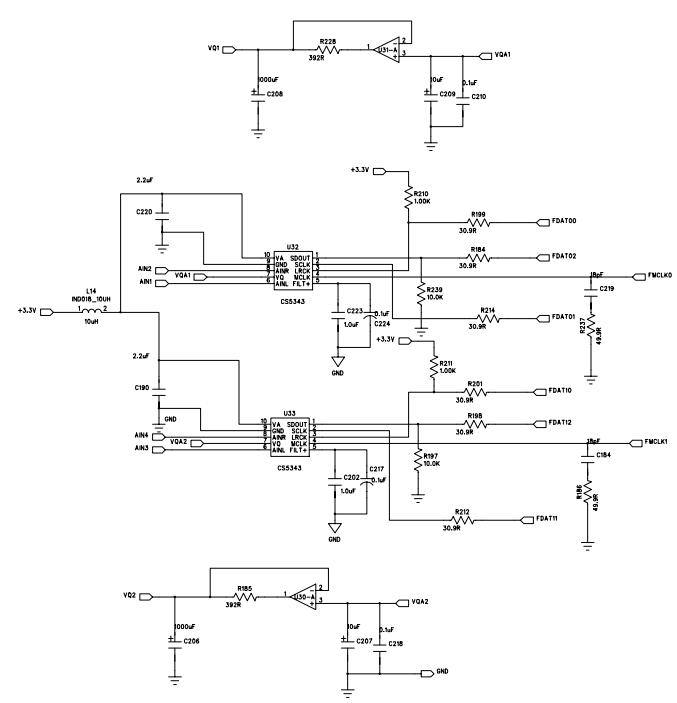 R228
2
VQ1
1
U31-A
−
+
3
VQA1
392R
1000uF
+
C208
10uF
+
C209
0.1uF
C210
+3.3V
2.2uF
R210
1.00K
C220
R199
FDAT00
30.9R
U32
R184
FDAT02
10 VA SDOUT 1
9 GND SCLK 2
8 AINR LRCK 3
7 VQ MCLK 4
6 AINL FILT+ 5
30.9R
AIN2
VQA1
AIN1
FMCLK0
CS5343
18pF
C219
R239
10.0K
L14
IND018_10UH
+3.3V
1
2
10uH
C223
1.0uF
0.1uF
C224
R214
FDAT01
30.9R
R237
49.9R
+3.3V
GND
2.2uF
R211
1.00K
C190
R201
FDAT10
30.9R
GND
U33
R198
FDAT12
10 VA SDOUT 1
9 GND SCLK 2
8 AINR LRCK 3
7 VQ MCLK 4
6 AINL FILT+ 5
30.9R
AIN4
VQA2
AIN3
FMCLK1
CS5343
18pF
C184
R197
10.0K
C202
1.0uF
C217
0.1uF
R186
49.9R
R212
FDAT11
30.9R
GND
R185
2
VQ2
1
U30-A
−
+
3
VQA2
392R
1000uF
+
C206
10uF
+
C207
0.1uF
C218
GND